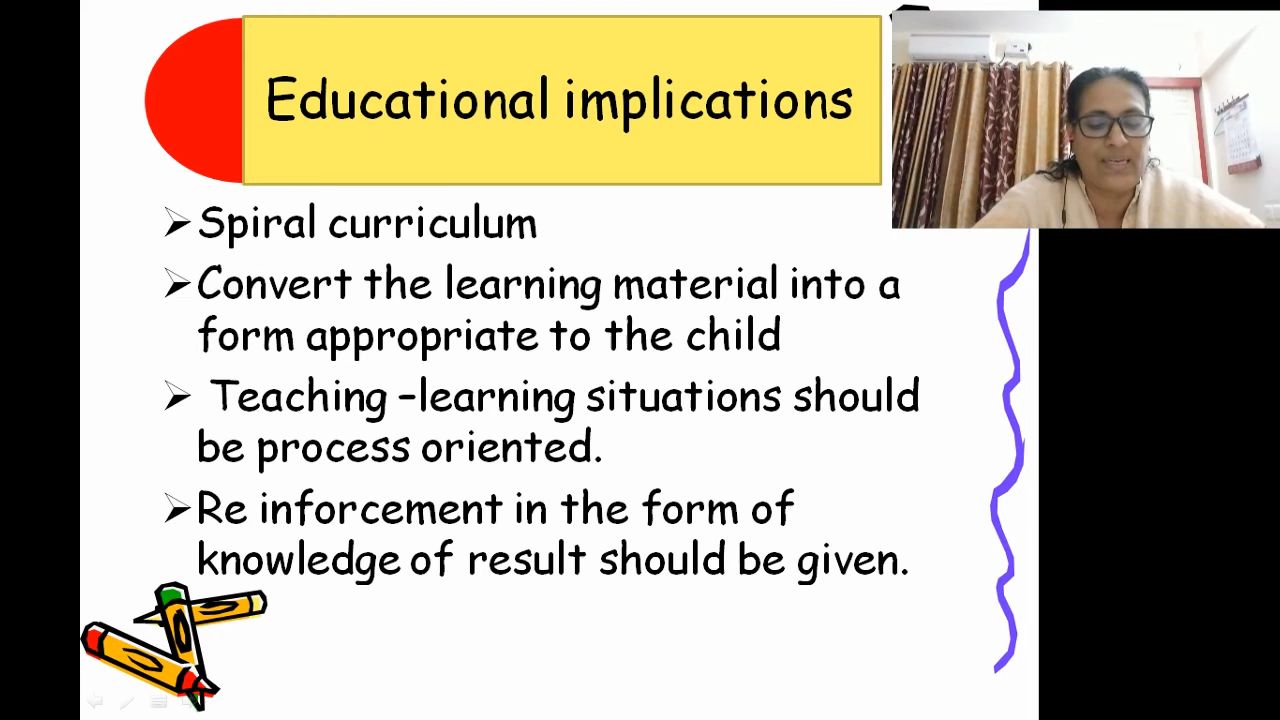 Educational implications
Spiral curriculum
Convert the learning material into a
form appropriate to the child
Teaching –learning situations should
be process oriented.
Re inforcement in the form of
knowledge of result should be given.